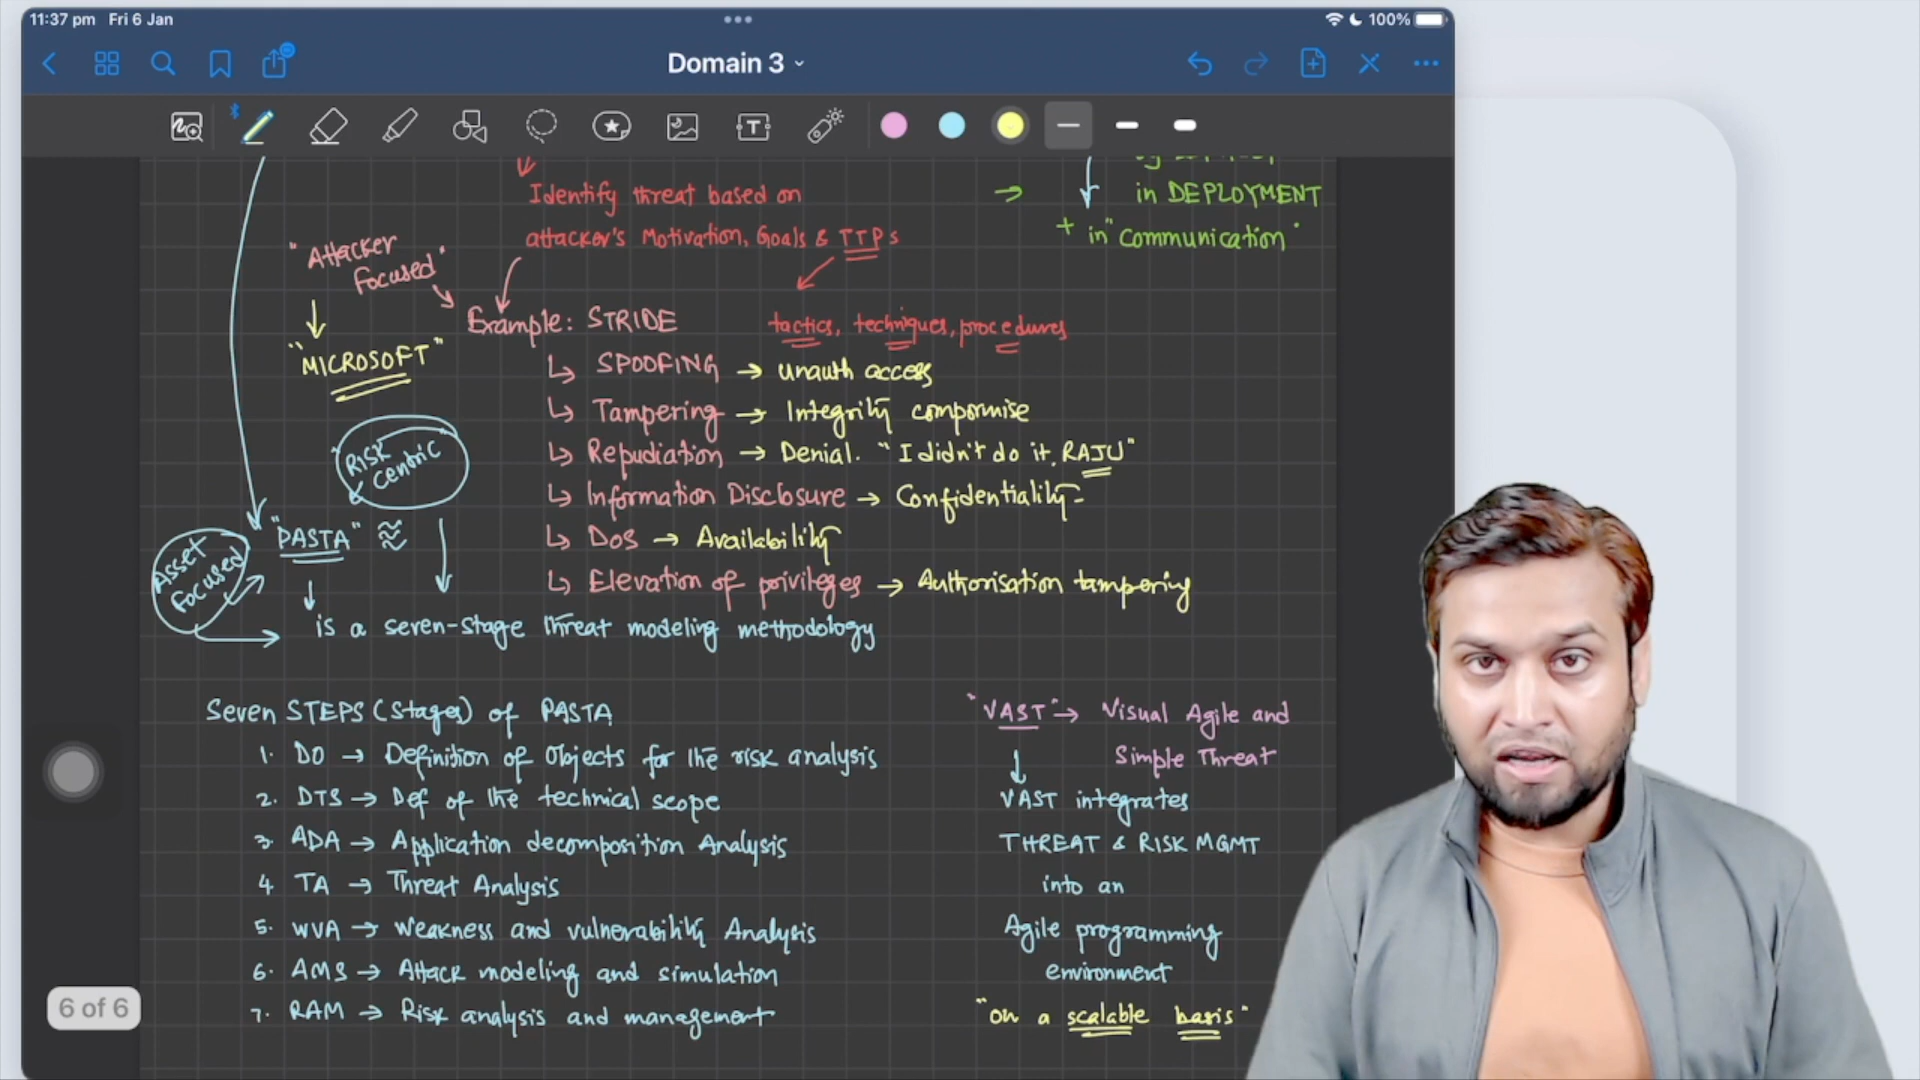 11:37 pm Fri 6 Jan
100%
Domain 3
Identify threat based on
attacker's Motivation, Goals & TTPs
in DEPLOYMENT
+ in "Communication"
"Attacker
Focused"
Example: STRIDE
tactics, techniques, procedures
"MICROSOFT"
SPOOFING → unauth access
Tampering → Integrity compormise
Repudiation → Denial. "I didn't do it, RAJU"
Information Disclosure → Confidentiality
DOS → Availability
Elevation of privileges → Authorisation tampering
"RISK
Centric"
Asset
Focused
"PASTA" ≈
is a seven-stage threat modeling methodology
Seven STEPS (Stages) of PASTA
1. DO → Definition of Objects for the risk analysis
2. DTS → Def of the technical scope
3. ADA → Application decomposition Analysis
4. TA → Threat Analysis
5. WVA → Weakness and vulnerability Analysis
6. AMS → Attack modeling and simulation
7. RAM → Risk analysis and management
"VAST" → Visual Agile and
Simple Threat
VAST integrates
THREAT & RISK MGMT
into an
Agile programming
environment
"on a scalable basis"
6 of 6